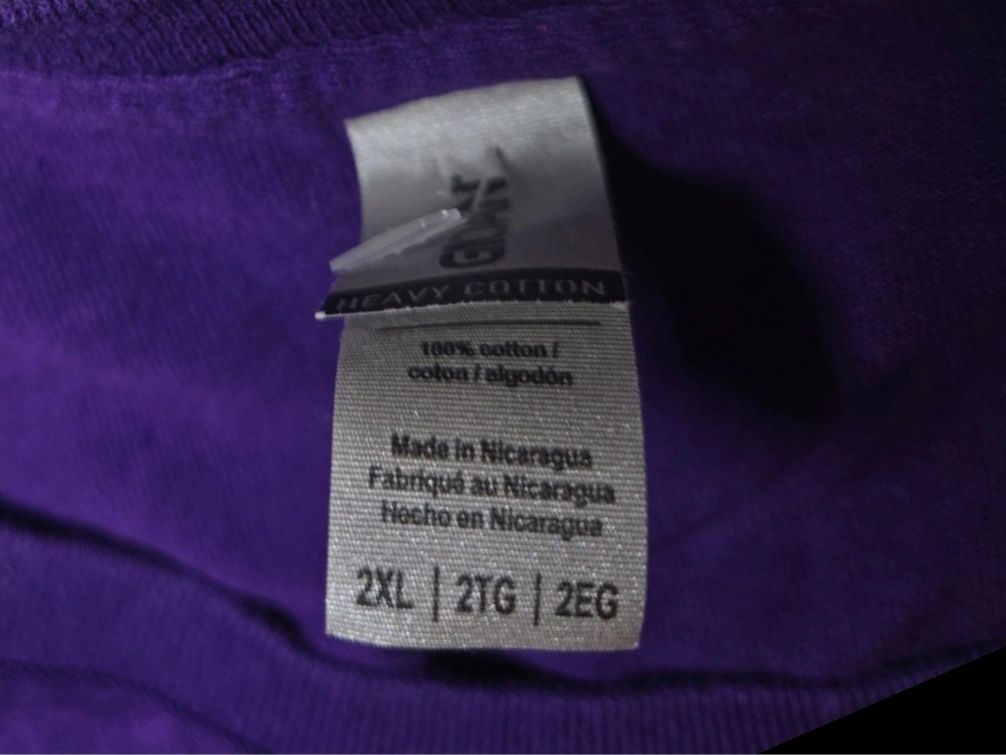 HEAVY COTTON
100% cotton /
coton / algodón
Made in Nicaragua
Fabriqué au Nicaragua
Hecho en Nicaragua
2XL | 2TG | 2EG